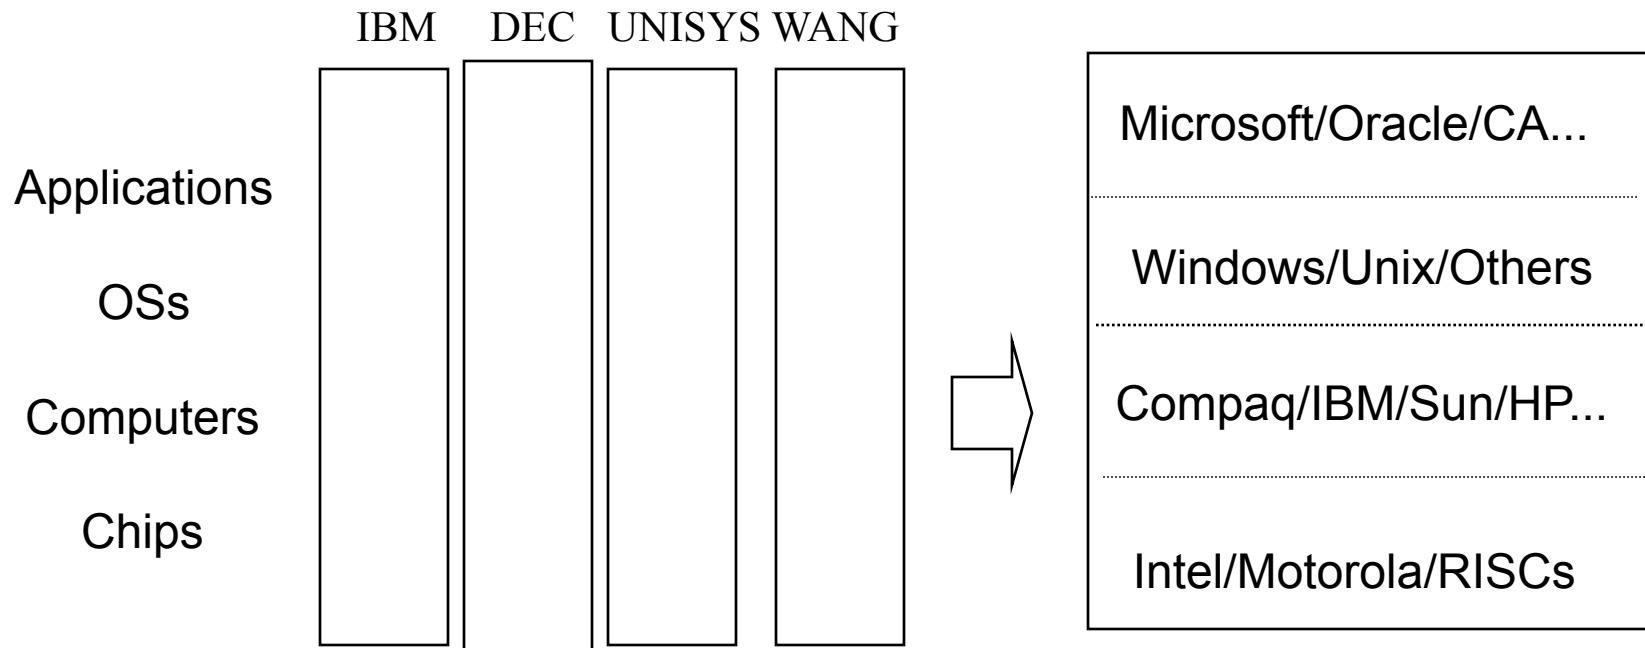 IBM DEC UNISYS WANG
Applications
OSs
Computers
Chips
Microsoft/Oracle/CA...
Windows/Unix/Others
Compaq/IBM/Sun/HP...
Intel/Motorola/RISCs